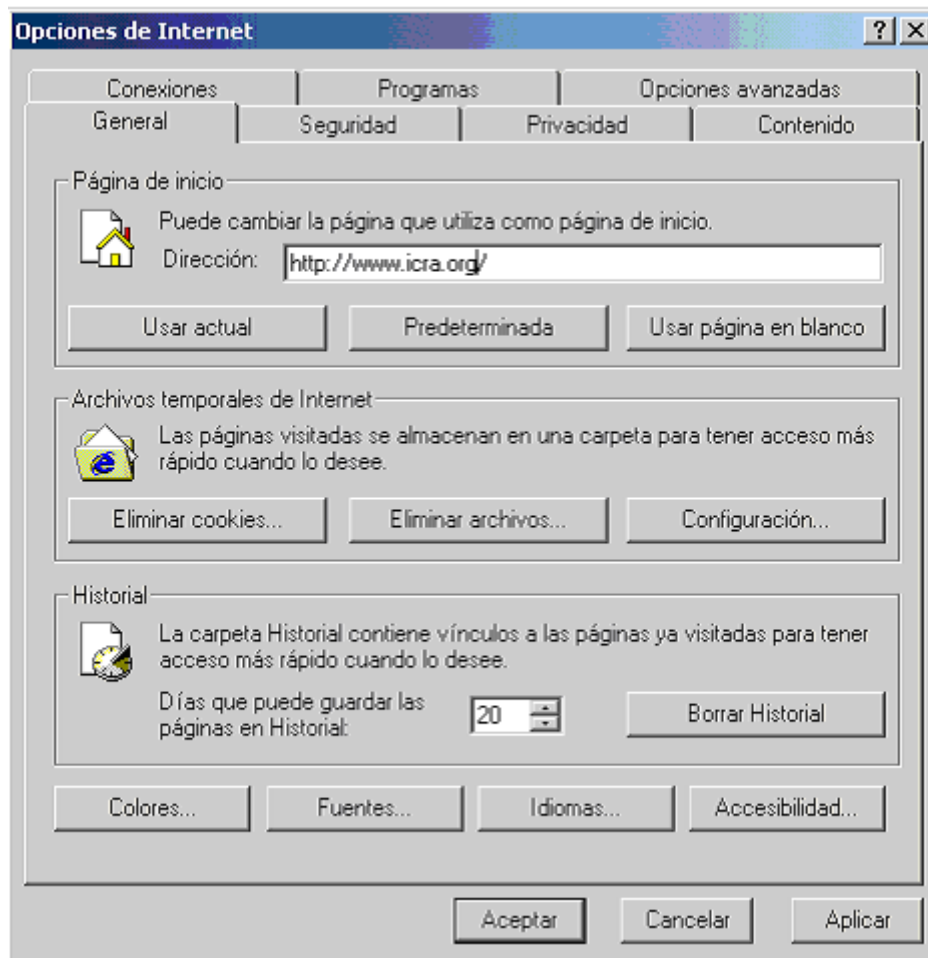 Opciones de Internet
Conexiones Programas Opciones avanzadas
General Seguridad Privacidad Contenido
Página de inicio
Puede cambiar la página que utiliza como página de inicio.
Dirección: http://www.icra.org/
Usar actual Predeterminada Usar página en blanco
Archivos temporales de Internet
Las páginas visitadas se almacenan en una carpeta para tener acceso más
rápido cuando lo desee.
Eliminar cookies... Eliminar archivos... Configuración...
Historial
La carpeta Historial contiene vínculos a las páginas ya visitadas para tener
acceso más rápido cuando lo desee.
Días que puede guardar las
páginas en Historial: 20 Borrar Historial
Colores... Fuentes... Idiomas... Accesibilidad...
Aceptar Cancelar Aplicar